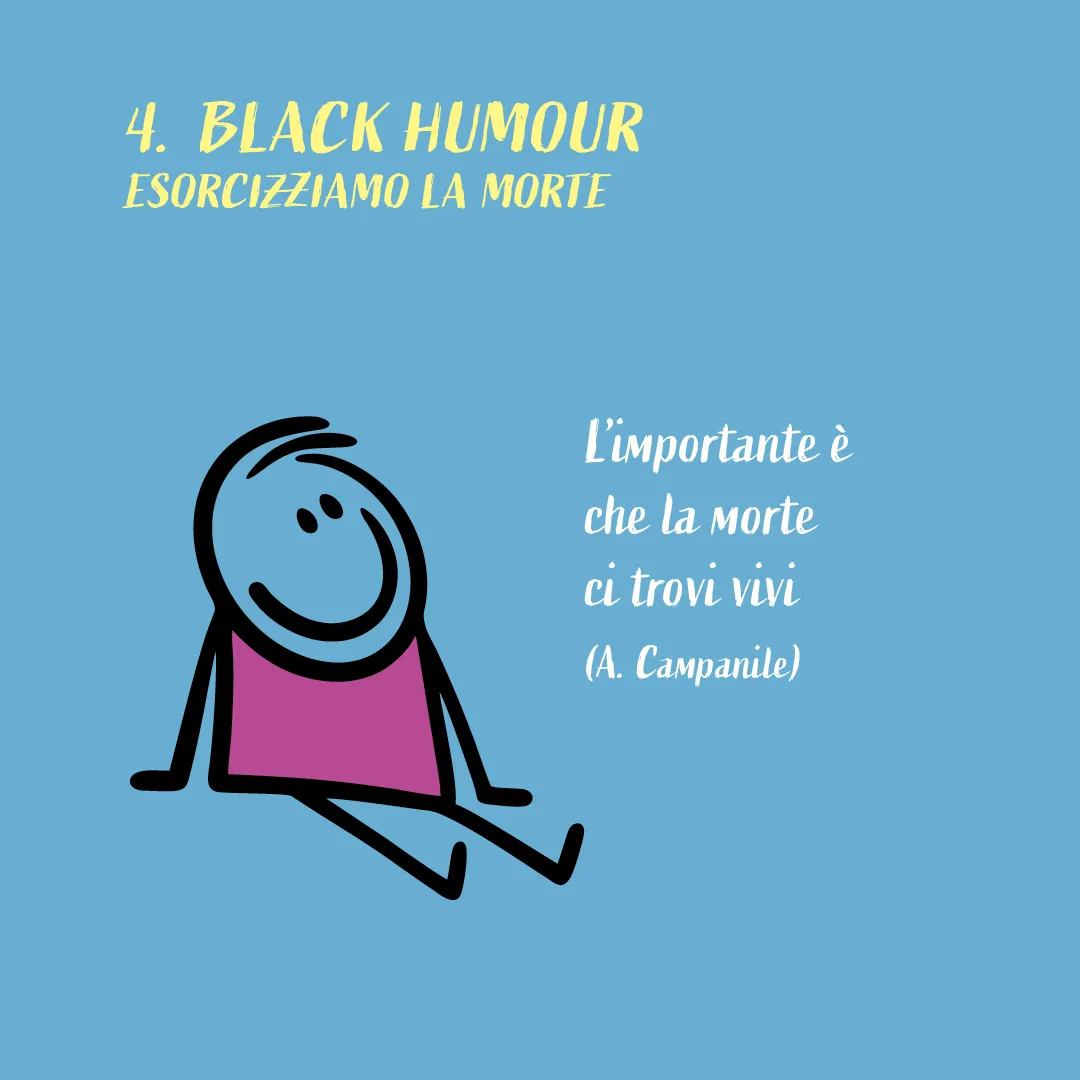 4. BLACK HUMOUR
ESORCIZZIAMO LA MORTE
L'importante è
che la morte
ci trovi vivi
(A. Campanile)